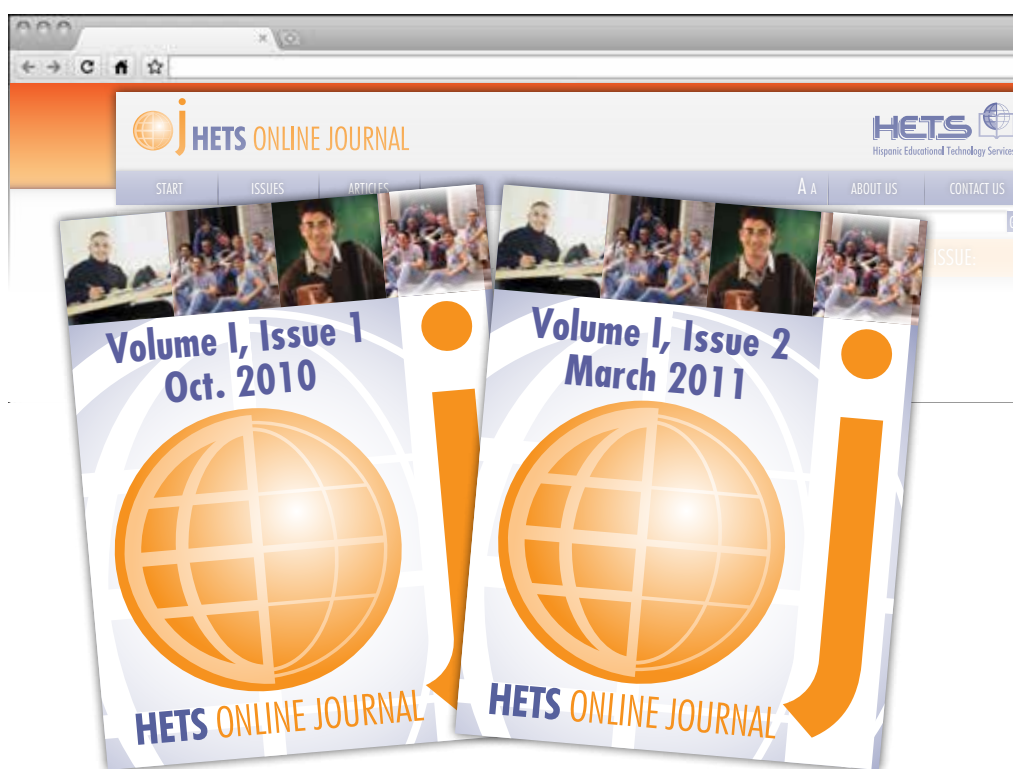 j HETS ONLINE JOURNAL
HETS
Hispanic Educational Technology Services
START ISSUES ARTICLES A A ABOUT US CONTACT US
ISSUE:
Volume I, Issue 1
Oct. 2010
j
HETS ONLINE JOURNAL
Volume I, Issue 2
March 2011
j
HETS ONLINE JOURNAL